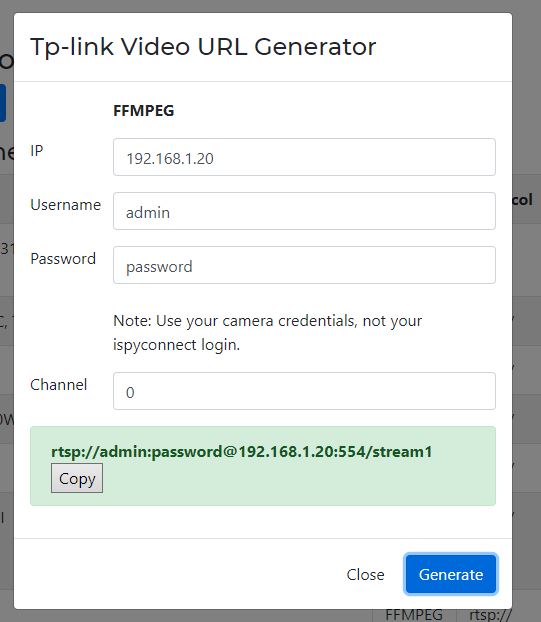 Tp-link Video URL Generator
FFMPEG
IP
192.168.1.20
Username
admin
Password
password
Note: Use your camera credentials, not your
ispyconnect login.
Channel
0
rtsp://admin:password@192.168.1.20:554/stream1
Copy
Close
Generate
FFMPEG
rtsp://